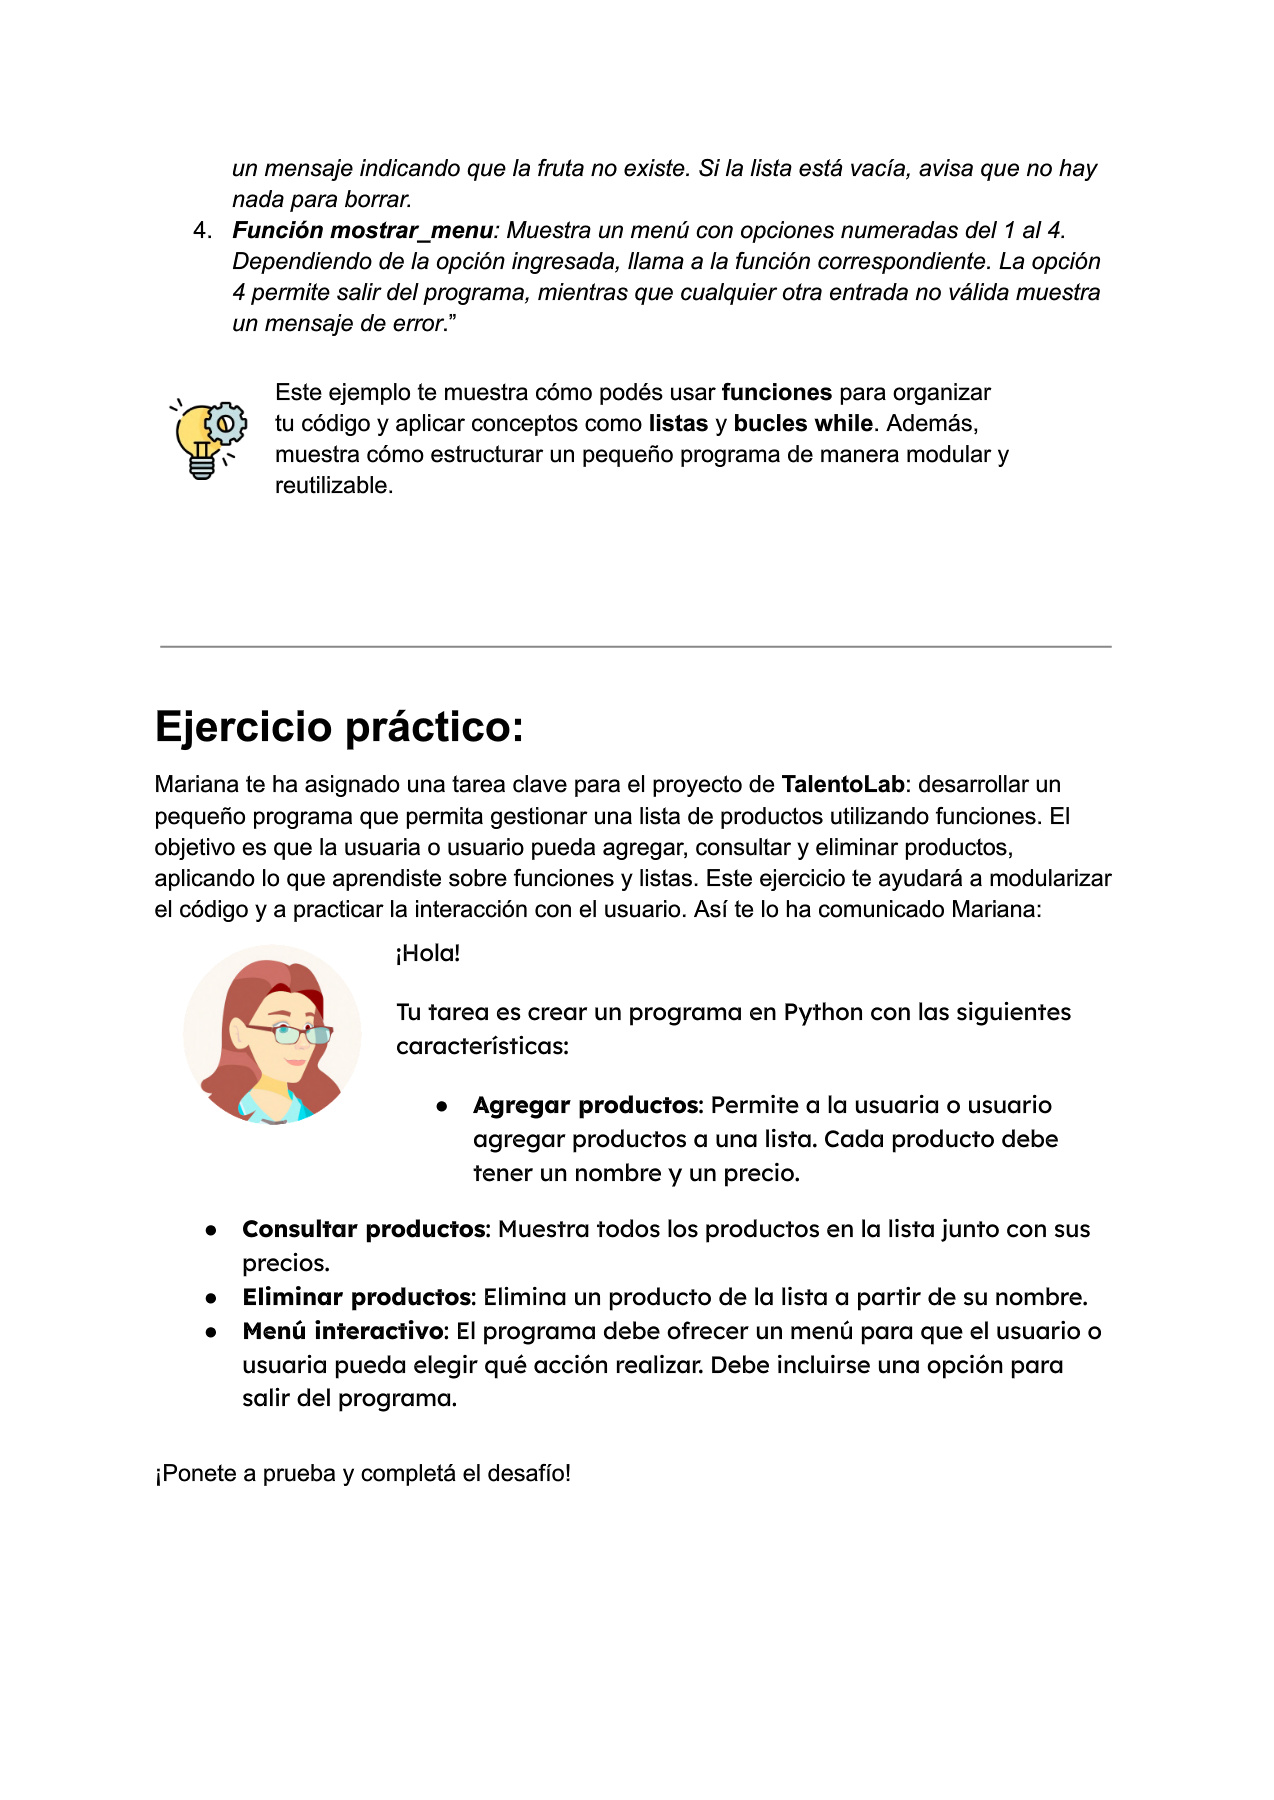 un mensaje indicando que la fruta no existe. Si la lista está vacía, avisa que no hay
nada para borrar.
4. Función mostrar_menu: Muestra un menú con opciones numeradas del 1 al 4.
Dependiendo de la opción ingresada, llama a la función correspondiente. La opción
4 permite salir del programa, mientras que cualquier otra entrada no válida muestra
un mensaje de error.”
Este ejemplo te muestra cómo podés usar funciones para organizar
tu código y aplicar conceptos como listas y bucles while. Además,
muestra cómo estructurar un pequeño programa de manera modular y
reutilizable.
Ejercicio práctico:
Mariana te ha asignado una tarea clave para el proyecto de TalentoLab: desarrollar un
pequeño programa que permita gestionar una lista de productos utilizando funciones. El
objetivo es que la usuaria o usuario pueda agregar, consultar y eliminar productos,
aplicando lo que aprendiste sobre funciones y listas. Este ejercicio te ayudará a modularizar
el código y a practicar la interacción con el usuario. Así te lo ha comunicado Mariana:
¡Hola!
Tu tarea es crear un programa en Python con las siguientes
características:
● Agregar productos: Permite a la usuaria o usuario
agregar productos a una lista. Cada producto debe
tener un nombre y un precio.
● Consultar productos: Muestra todos los productos en la lista junto con sus
precios.
● Eliminar productos: Elimina un producto de la lista a partir de su nombre.
● Menú interactivo: El programa debe ofrecer un menú para que el usuario o
usuaria pueda elegir qué acción realizar. Debe incluirse una opción para
salir del programa.
¡Ponete a prueba y completá el desafío!